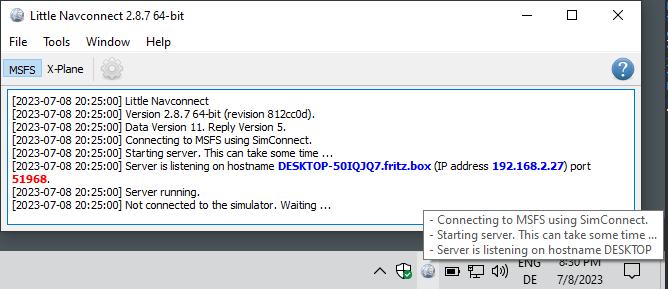 Little Navconnect 2.8.7 64-bit
File Tools Window Help
MSFS X-Plane
[2023-07-08 20:25:00] Little Navconnect
[2023-07-08 20:25:00] Version 2.8.7 64-bit (revision 812cc0d).
[2023-07-08 20:25:00] Data Version 11. Reply Version 5.
[2023-07-08 20:25:00] Connecting to MSFS using SimConnect.
[2023-07-08 20:25:00] Starting server. This can take some time ...
[2023-07-08 20:25:00] Server is listening on hostname DESKTOP-50IQJQ7.fritz.box (IP address 192.168.2.27) port
51968.
[2023-07-08 20:25:00] Server running.
[2023-07-08 20:25:00] Not connected to the simulator. Waiting ...
- Connecting to MSFS using SimConnect.
- Starting server. This can take some time ...
- Server is listening on hostname DESKTOP
ENG 8:30 PM
DE 7/8/2023